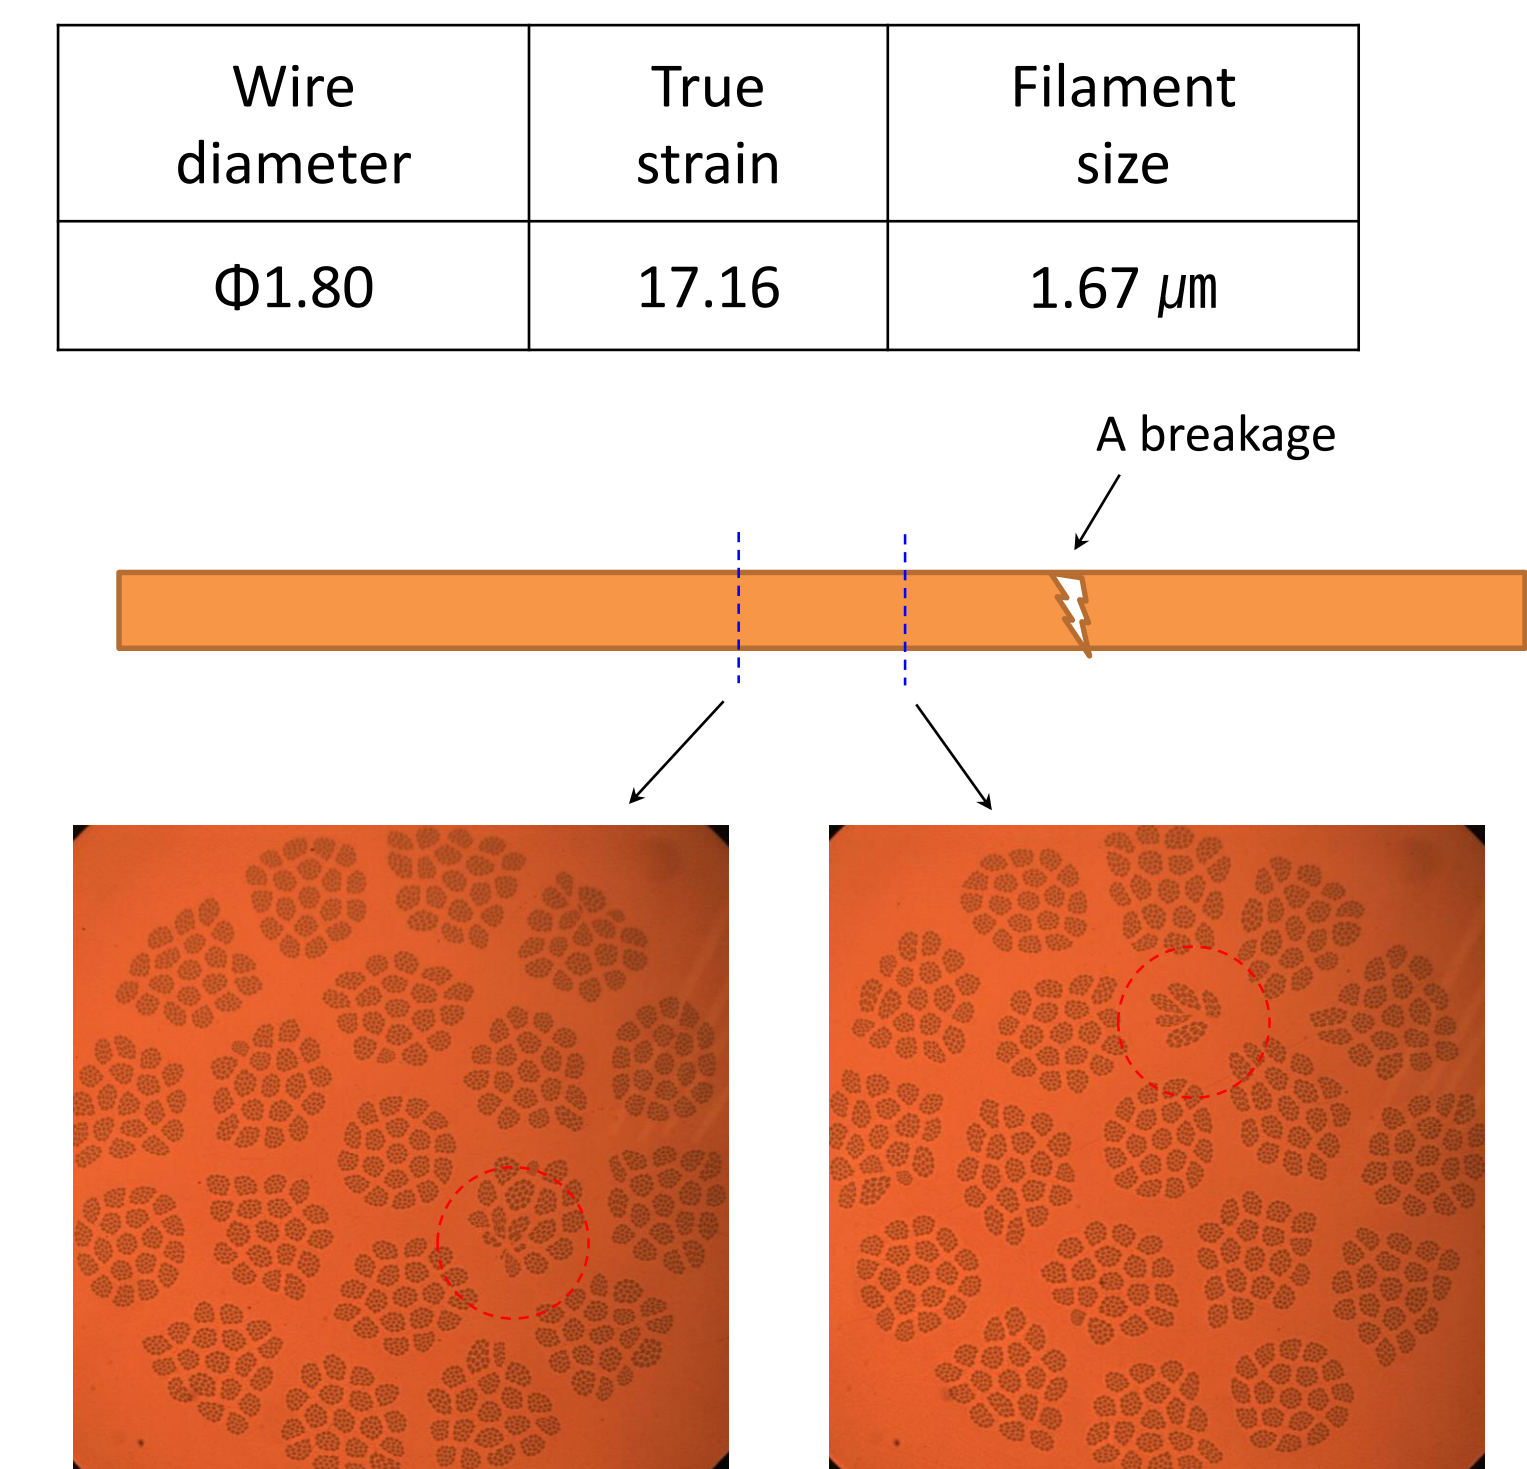 Wire
diameter
True
strain
Filament
size
Φ1.80
17.16
1.67 ㎛
A breakage